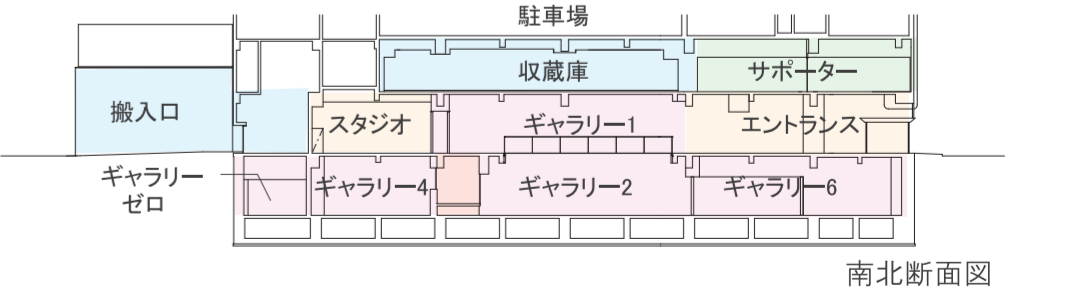 駐車場
収蔵庫
サポーター
搬入口
スタジオ
ギャラリー1
エントランス
ギャラリー
ゼロ
ギャラリー4
ギャラリー2
ギャラリー6
南北断面図